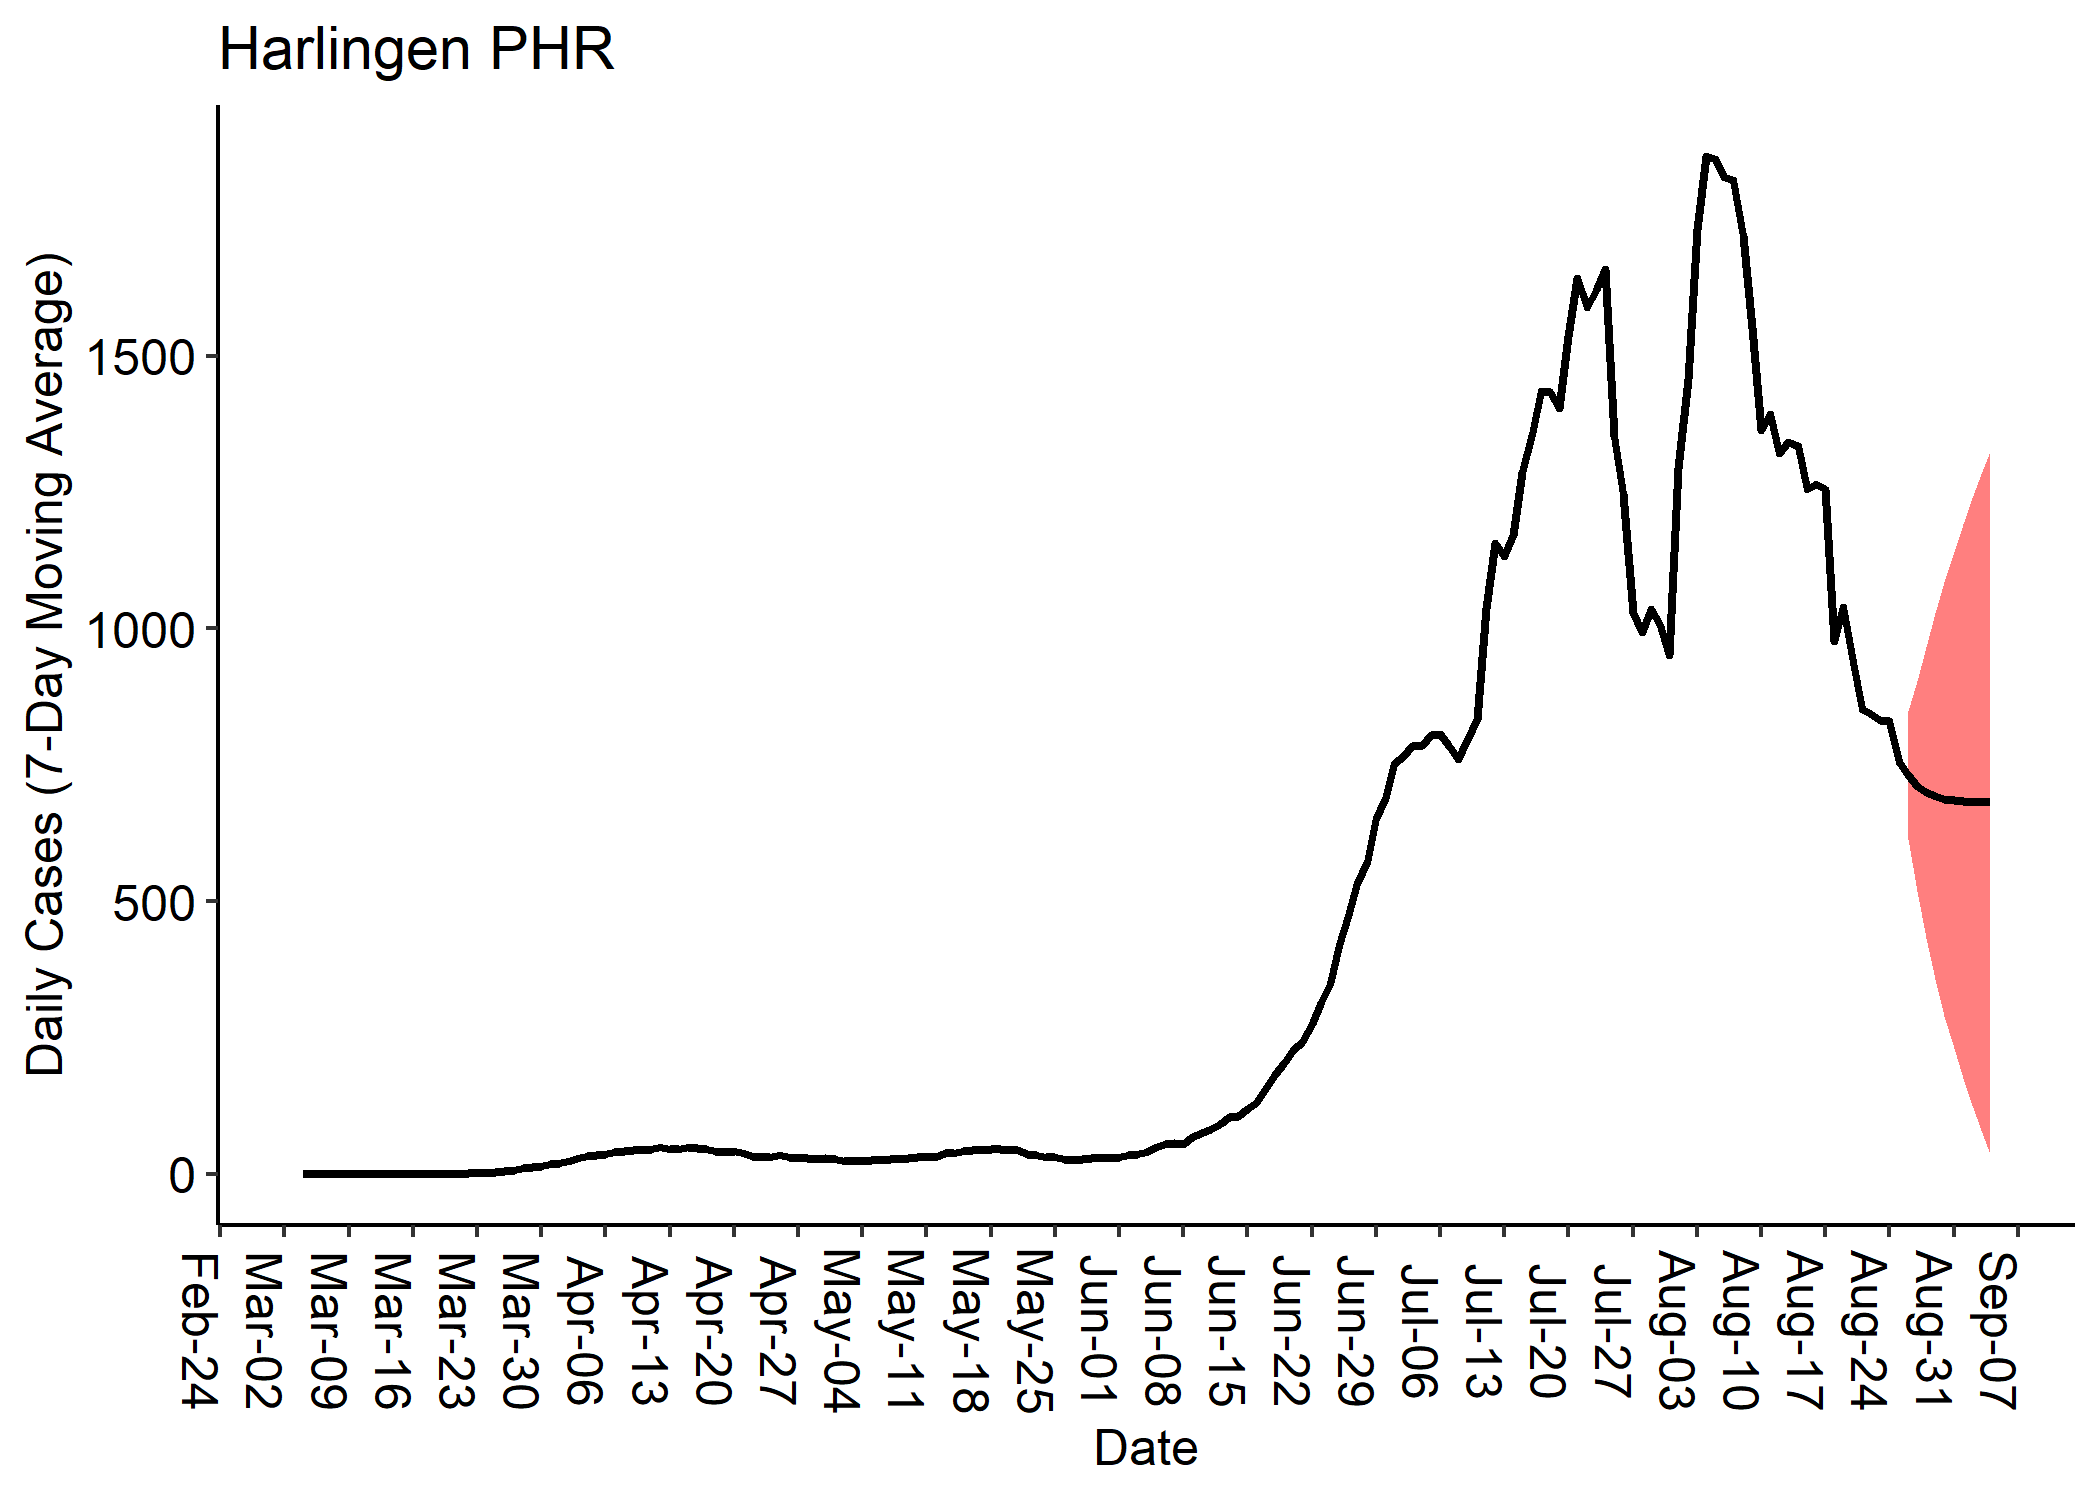 Harlingen PHR
Daily Cases (7-Day Moving Average)
1500
1000
500
0
Feb-24
Mar-02
Mar-09
Mar-16
Mar-23
Mar-30
Apr-06
Apr-13
Apr-20
Apr-27
May-04
May-11
May-18
May-25
Jun-01
Jun-08
Jun-15
Jun-22
Jun-29
Jul-06
Jul-13
Jul-20
Jul-27
Aug-03
Aug-10
Aug-17
Aug-24
Aug-31
Sep-07
Date